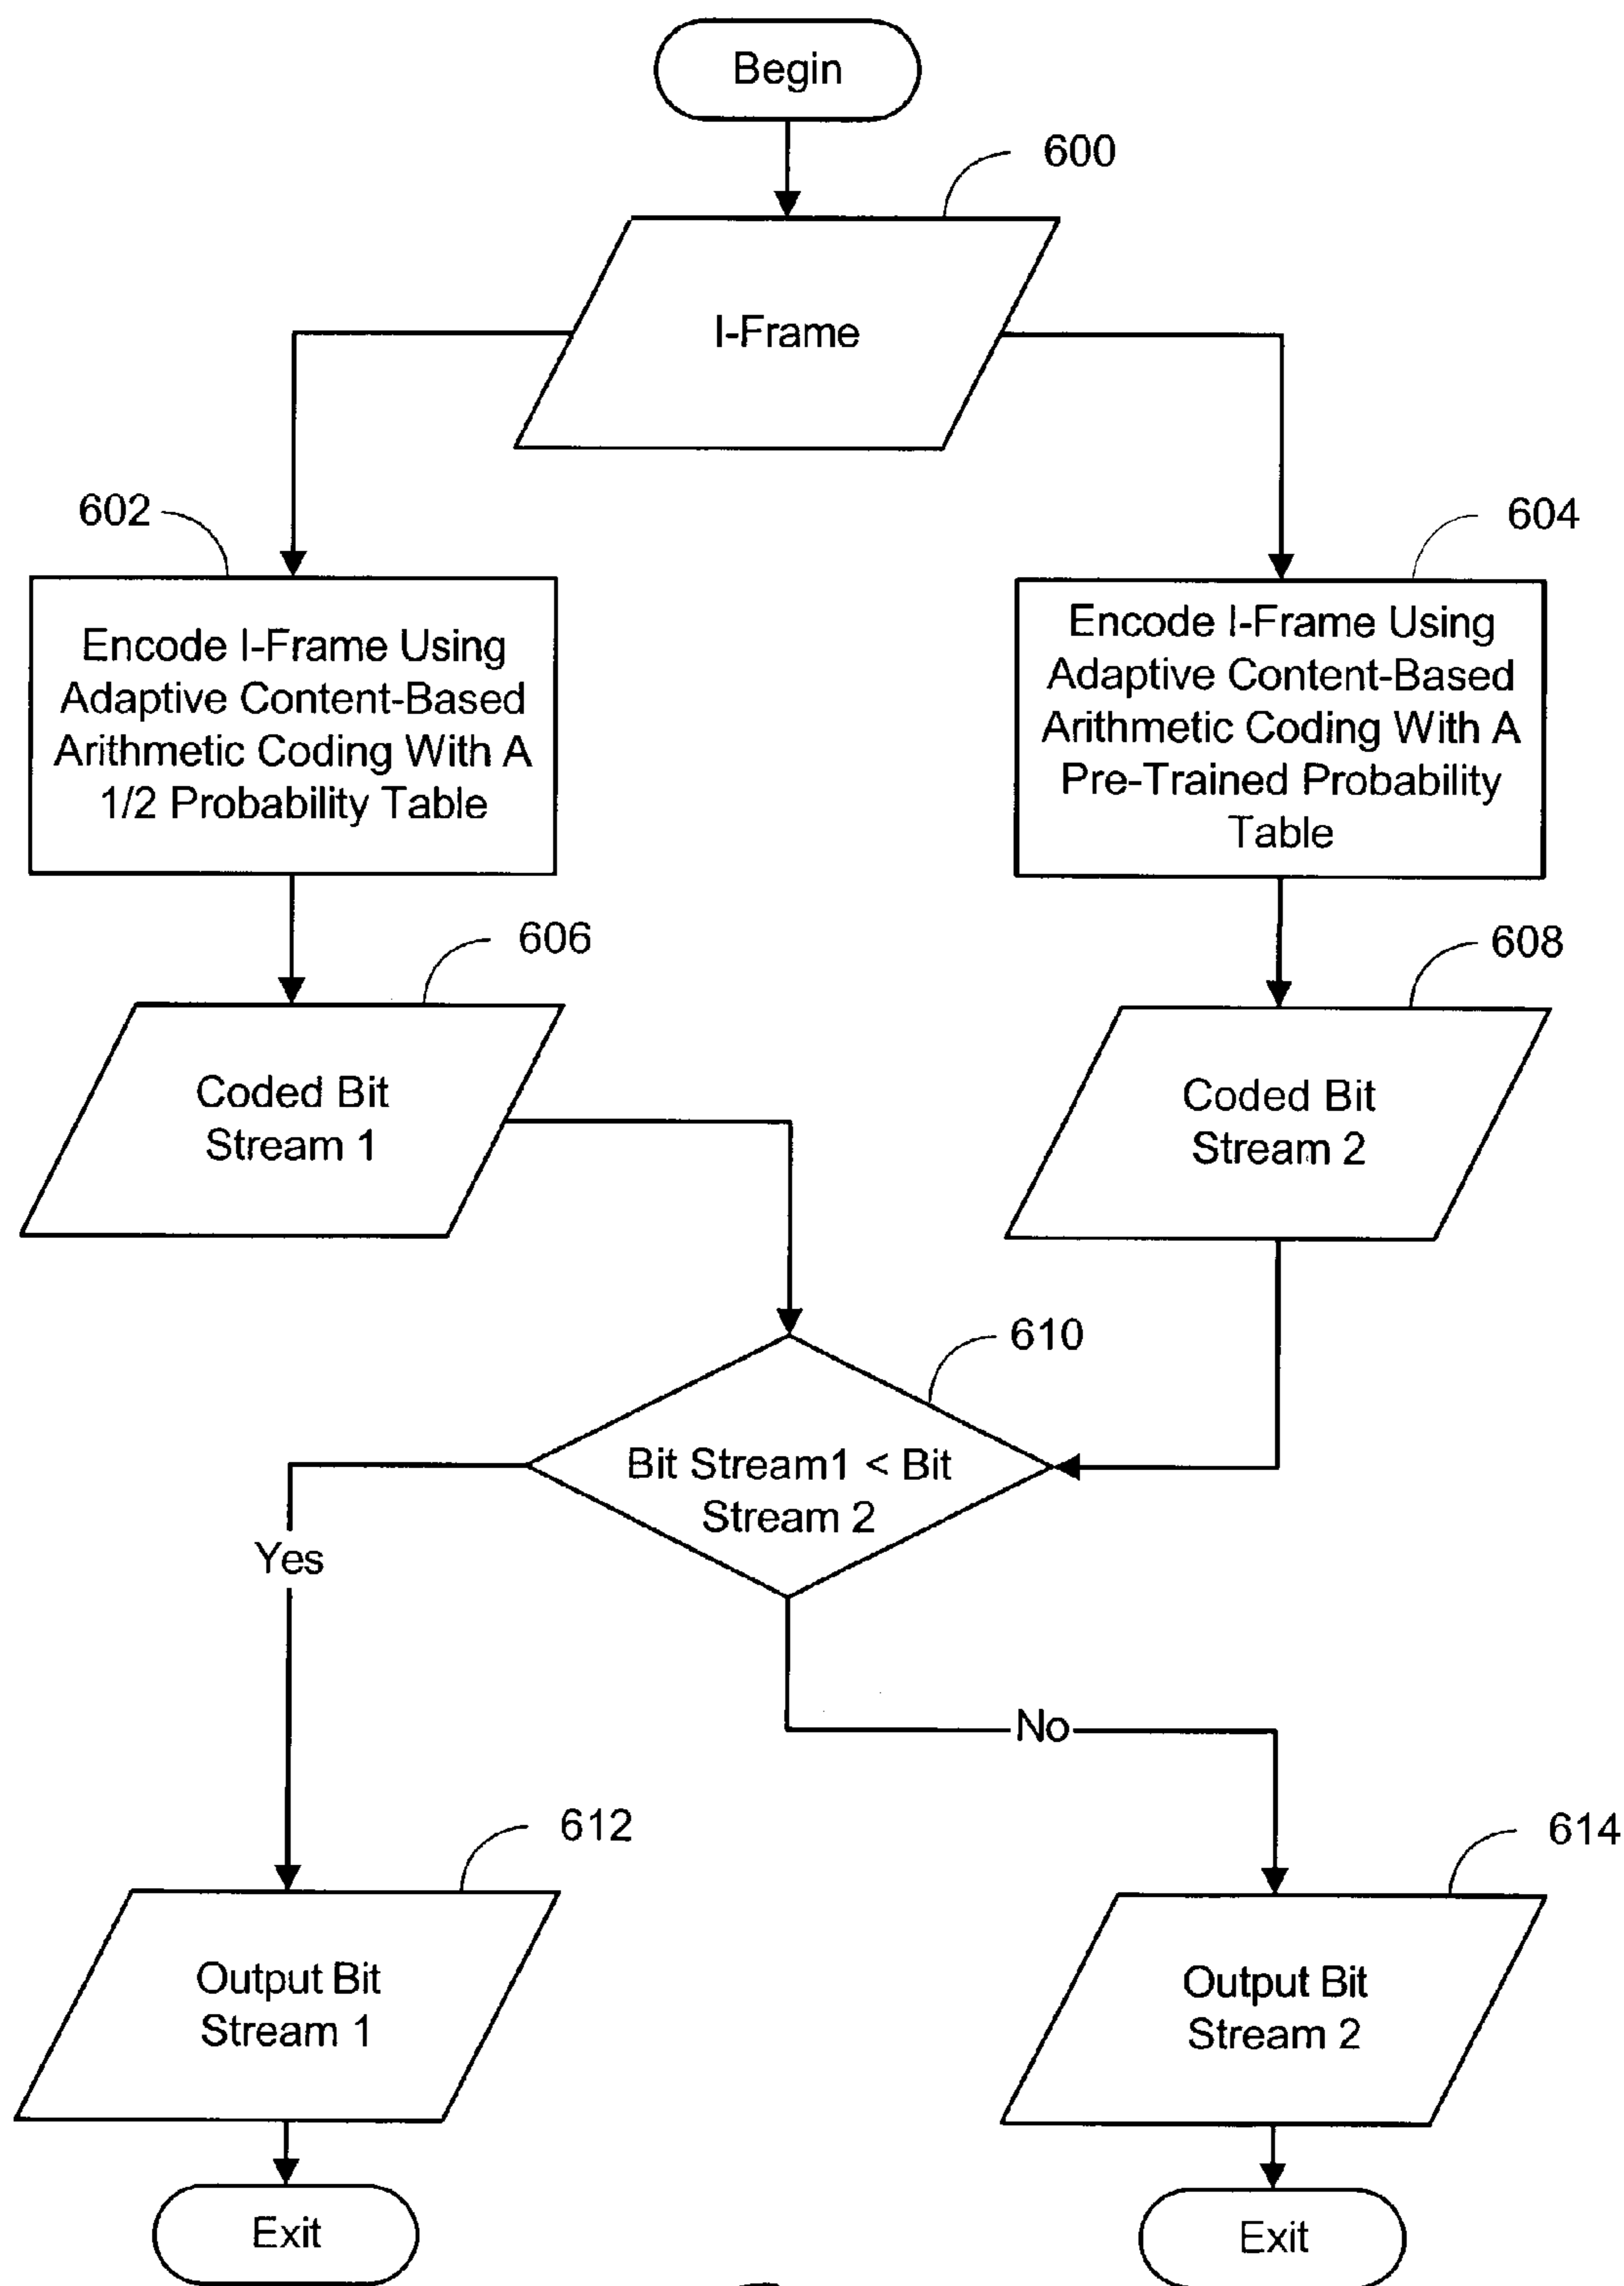 Begin
600
I-Frame
602
604
Encode I-Frame Using
Adaptive Content-Based
Arithmetic Coding With A
1/2 Probability Table
Encode I-Frame Using
Adaptive Content-Based
Arithmetic Coding With A
Pre-Trained Probability
Table
606
608
Coded Bit
Stream 1
Coded Bit
Stream 2
610
Bit Stream1 < Bit
Stream 2
Yes
No
612
614
Output Bit
Stream 1
Output Bit
Stream 2
Exit
Exit